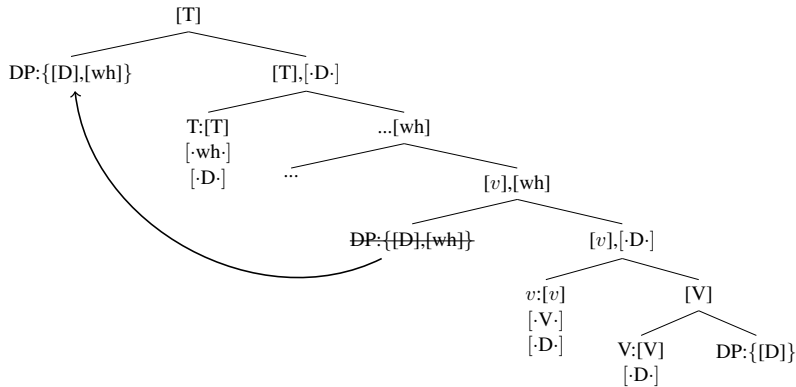 [T]
DP:{[D],[wh]} [T],[·D·]
T:[T] ...[wh]
[·wh·]
[·D·] ... [v],[wh]
DP:{[D],[wh]} [v],[·D·]
v:[v] [V]
[·V·]
[·D·] V:[V] DP:{[D]}
[·D·]